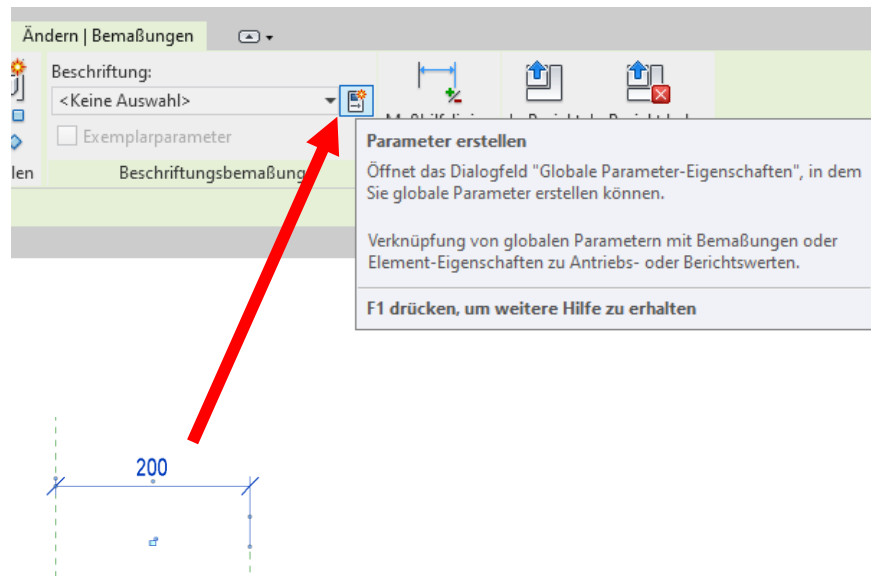 Ändern | Bemaßungen
Beschriftung:
<Keine Auswahl>
Exemplarparameter
len
Beschriftungsbemaßung
Parameter erstellen
Öffnet das Dialogfeld "Globale Parameter-Eigenschaften", in dem
Sie globale Parameter erstellen können.
Verknüpfung von globalen Parametern mit Bemaßungen oder
Element-Eigenschaften zu Antriebs- oder Berichtswerten.
F1 drücken, um weitere Hilfe zu erhalten
200